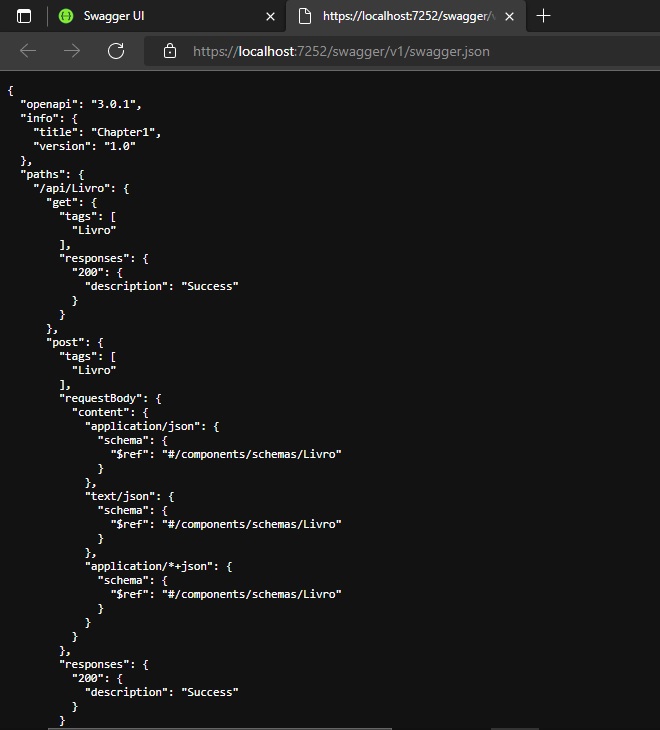 Swagger UI
https://localhost:7252/swagger/v
https://localhost:7252/swagger/v1/swagger.json
{
  "openapi": "3.0.1",
  "info": {
    "title": "Chapter1",
    "version": "1.0"
  },
  "paths": {
    "/api/Livro": {
      "get": {
        "tags": [
          "Livro"
        ],
        "responses": {
          "200": {
            "description": "Success"
          }
        }
      },
      "post": {
        "tags": [
          "Livro"
        ],
        "requestBody": {
          "content": {
            "application/json": {
              "schema": {
                "$ref": "#/components/schemas/Livro"
              }
            },
            "text/json": {
              "schema": {
                "$ref": "#/components/schemas/Livro"
              }
            },
            "application/*+json": {
              "schema": {
                "$ref": "#/components/schemas/Livro"
              }
            }
          }
        },
        "responses": {
          "200": {
            "description": "Success"
          }
        }